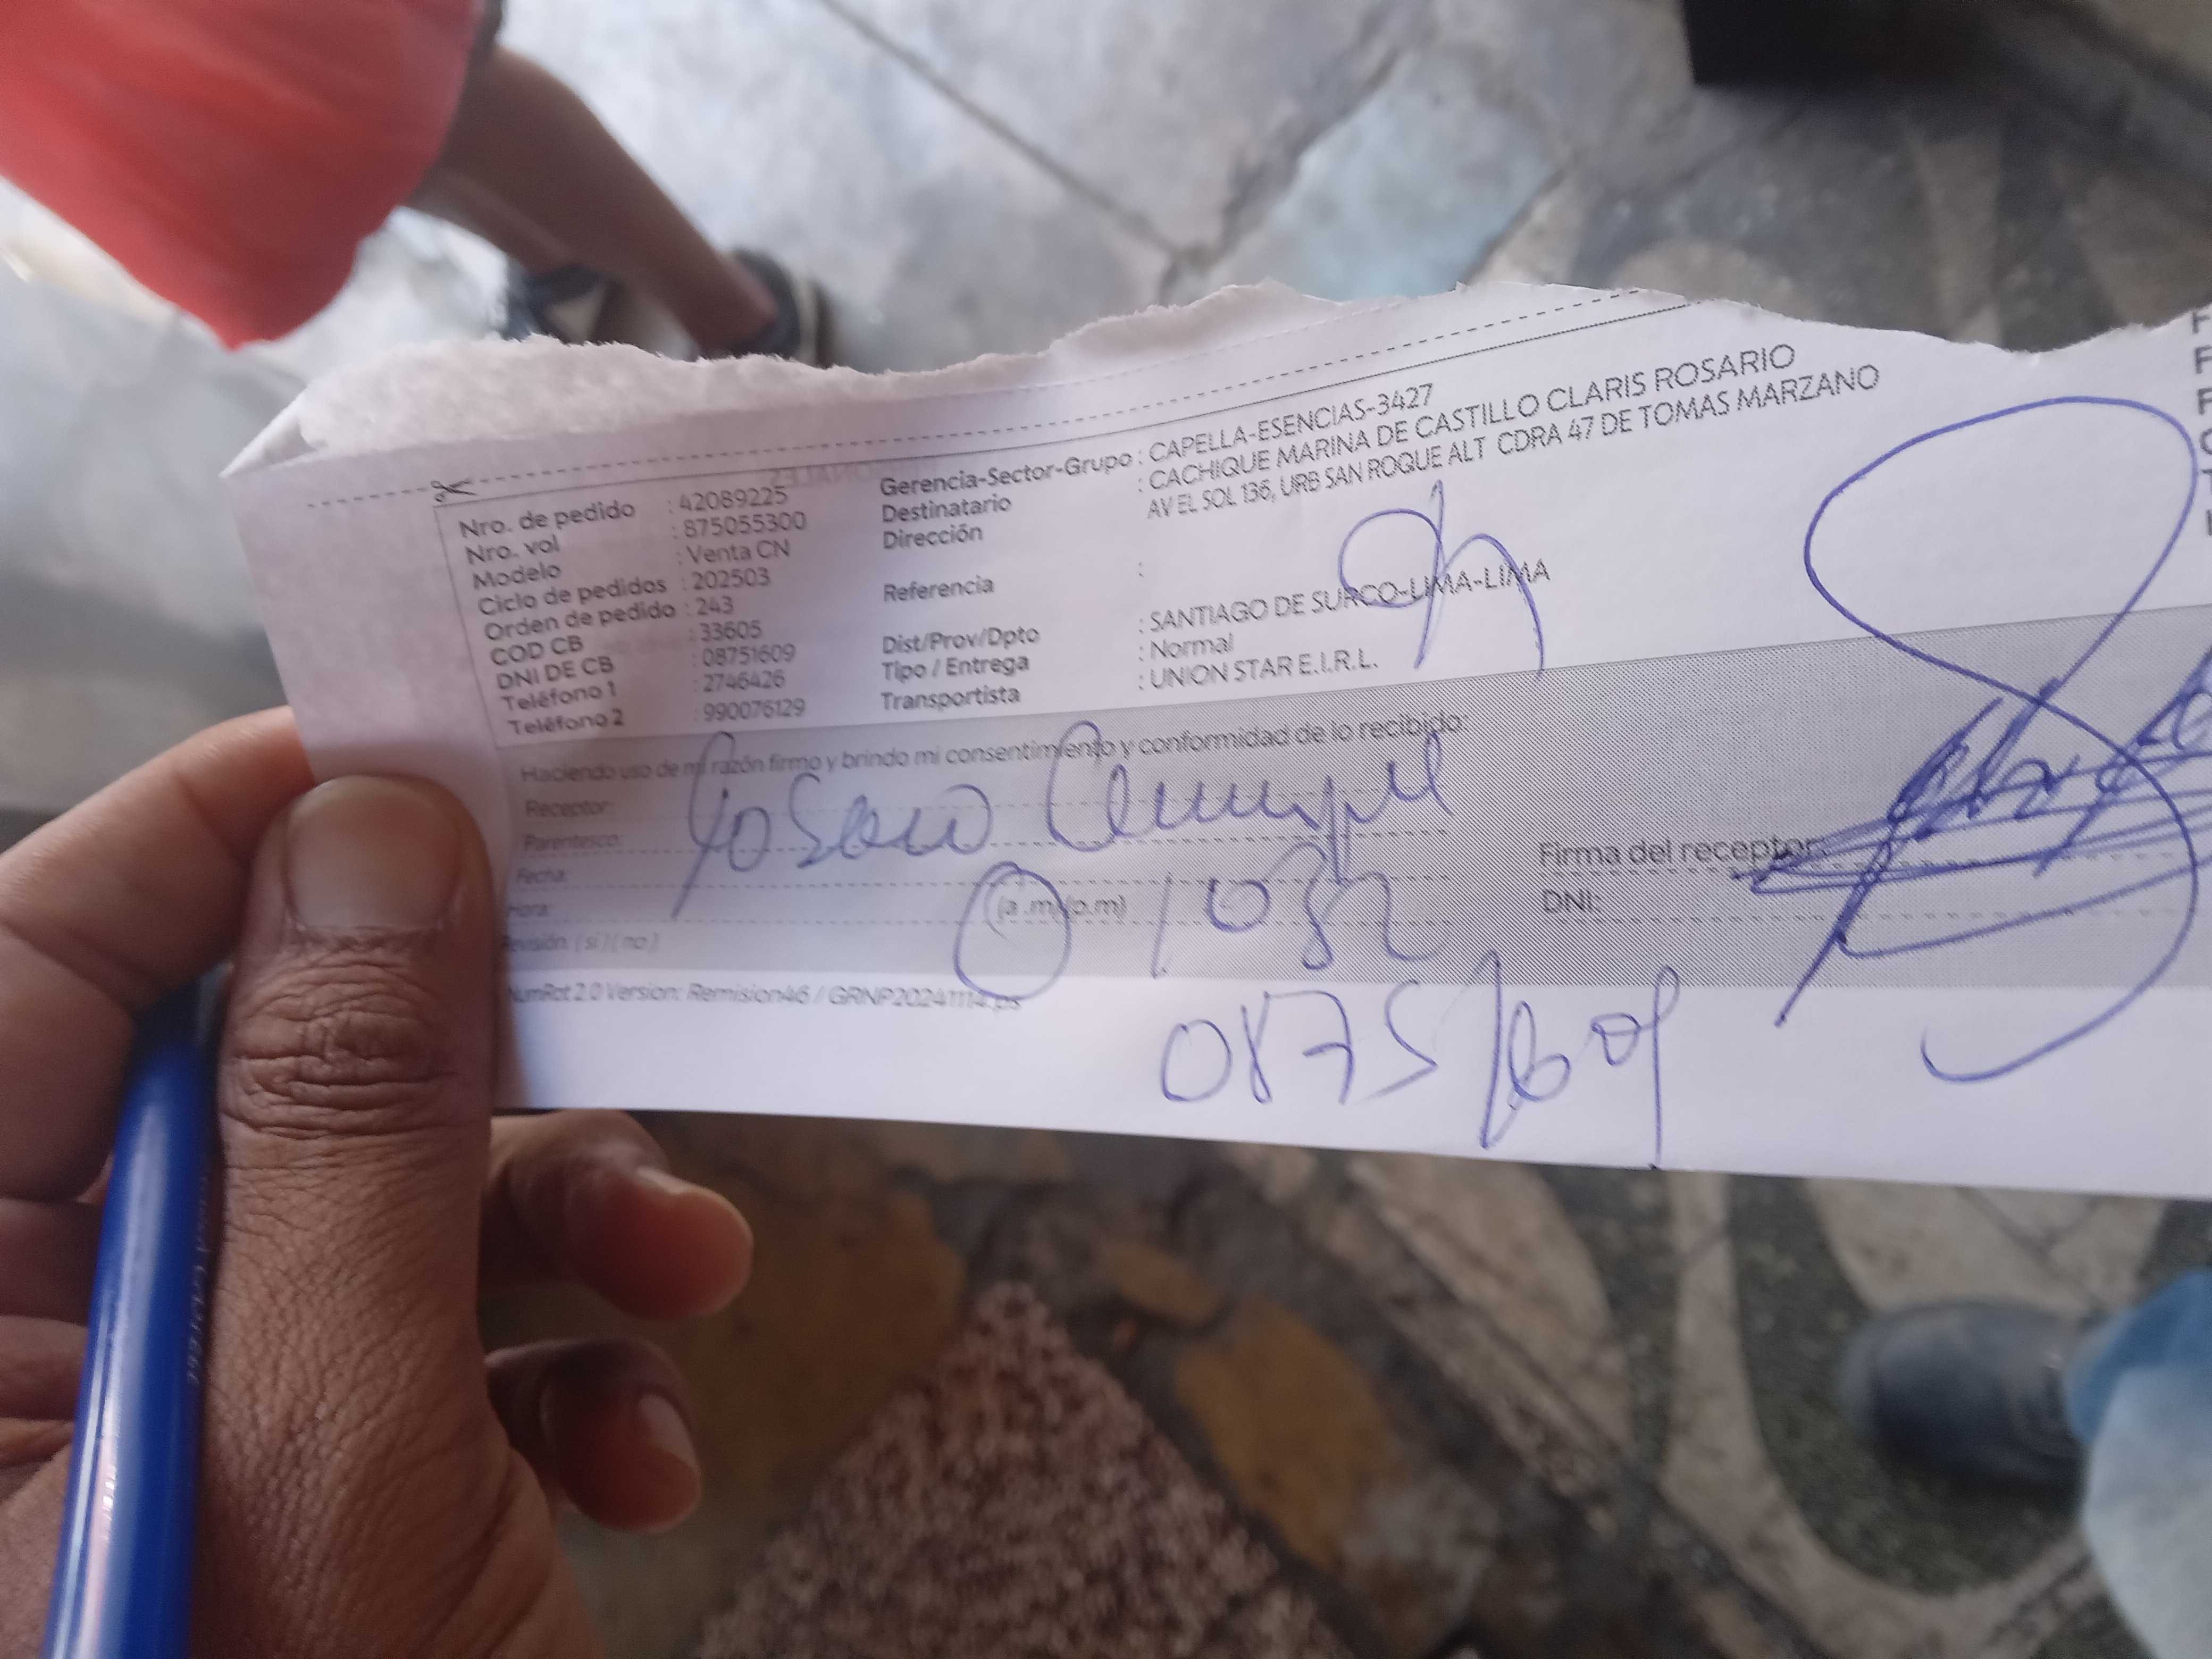 Nro. de pedido : 42089225
Nro. vol : 875055300
Modelo : Venta CN
Ciclo de pedidos : 202503
Orden de pedido : 243
COD CB : 33605
DNI DE CB : 08751609
Teléfono 1 : 2746426
Teléfono 2 : 990076129
Gerencia-Sector-Grupo : CAPELLA-ESENCIAS-3427
Destinatario : CACHIQUE MARINA DE CASTILLO CLARIS ROSARIO
Dirección AV EL SOL 136, URB SAN ROQUE ALT CDRA 47 DE TOMAS MARZANO
Referencia :
Dist/Prov/Dpto : SANTIAGO DE SURCO-LIMA-LIMA
Tipo / Entrega : Normal
Transportista : UNION STAR E.I.R.L.
Haciendo uso de mi razón firmo y brindo mi consentimiento y conformidad de lo recibido:
Receptor:
Parentesco:
Fecha:
Hora: (a.m)(p.m) 1082
Revisión: ( si ) ( no )
Firma del receptor:
DNI:
NumRot 2.0 Version: Remision46 / GRNP20241114.ps
08751609